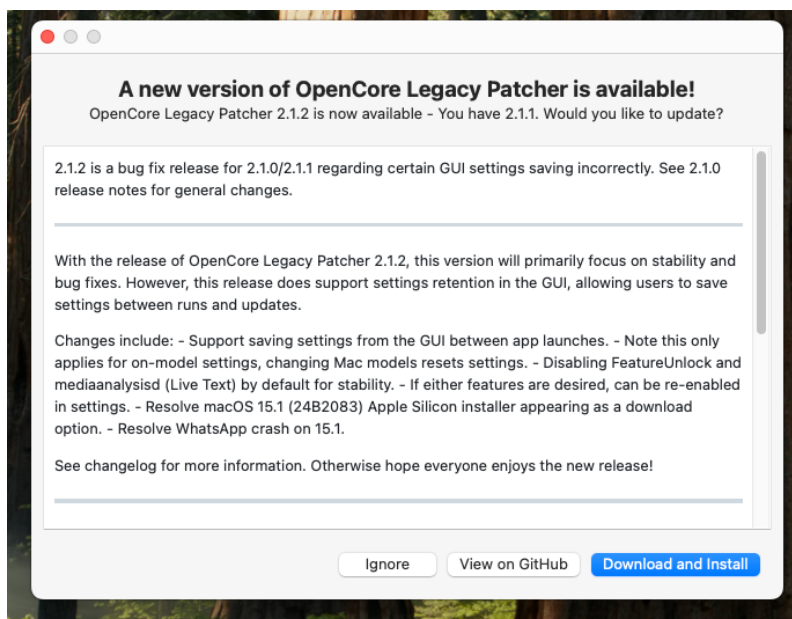 A new version of OpenCore Legacy Patcher is available!
OpenCore Legacy Patcher 2.1.2 is now available - You have 2.1.1. Would you like to update?
2.1.2 is a bug fix release for 2.1.0/2.1.1 regarding certain GUI settings saving incorrectly. See 2.1.0
release notes for general changes.
With the release of OpenCore Legacy Patcher 2.1.2, this version will primarily focus on stability and
bug fixes. However, this release does support settings retention in the GUI, allowing users to save
settings between runs and updates.
Changes include: - Support saving settings from the GUI between app launches. - Note this only
applies for on-model settings, changing Mac models resets settings. - Disabling FeatureUnlock and
mediaanalysisd (Live Text) by default for stability. - If either features are desired, can be re-enabled
in settings. - Resolve macOS 15.1 (24B2083) Apple Silicon installer appearing as a download
option. - Resolve WhatsApp crash on 15.1.
See changelog for more information. Otherwise hope everyone enjoys the new release!
Ignore
View on GitHub
Download and Install